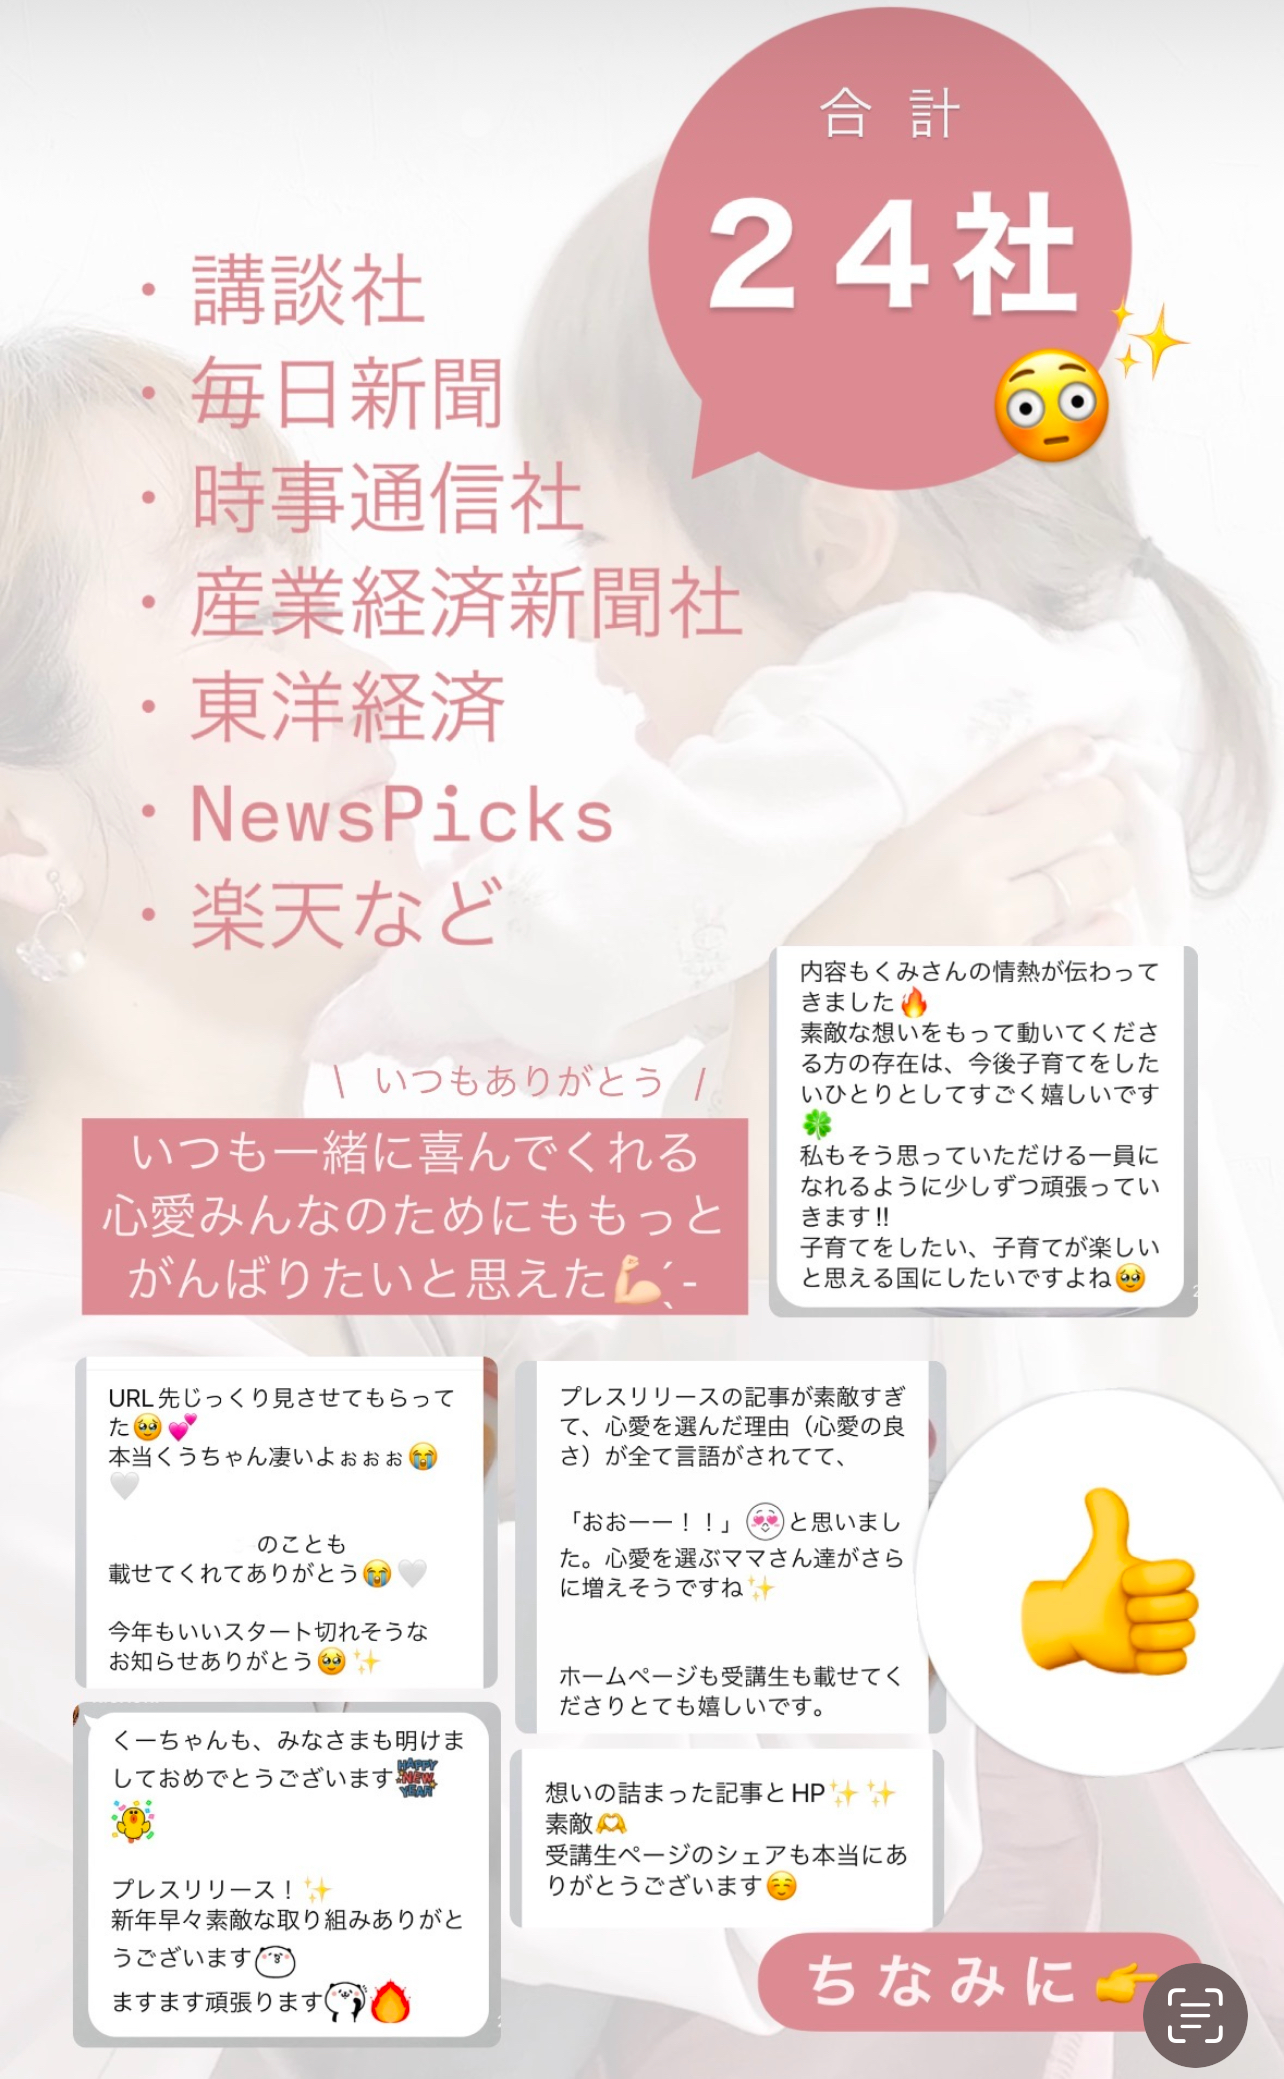 合計
24社
・講談社
・毎日新聞
・時事通信社
・産業経済新聞社
・東洋経済
・NewsPicks
・楽天など
\ いつもありがとう /
いつも一緒に喜んでくれる
心愛みんなのためにももっと
がんばりたいと思えた💪´-
内容もくみさんの情熱が伝わって
きました🔥
素敵な想いをもって動いてくださ
る方の存在は、今後子育てをした
いひとりとしてすごく嬉しいです
🍀
私もそう思っていただける一員に
なれるように少しずつ頑張ってい
きます‼
子育てをしたい、子育てが楽しい
と思える国にしたいですよね🥹
URL先じっくり見させてもらって
た🥹💕
本当くうちゃん凄いよぉぉぉ😭
🤍
のことも
載せてくれてありがとう😭🤍
今年もいいスタート切れそうな
お知らせありがとう🥹✨
プレスリリースの記事が素敵すぎ
て、心愛を選んだ理由（心愛の良
さ）が全て言語がされてて、
「おおーー！！」と思いまし
た。心愛を選ぶママさん達がさら
に増えそうですね✨
ホームページも受講生も載せてく
ださりとても嬉しいです。
くーちゃんも、みなさまも明けま
しておめでとうございますHAPPY NEW YEAR
プレスリリース！✨
新年早々素敵な取り組みありがと
うございます
ますます頑張ります
想いの詰まった記事とHP✨✨
素敵🫶
受講生ページのシェアも本当にあ
りがとうございます☺️
ちなみに👉